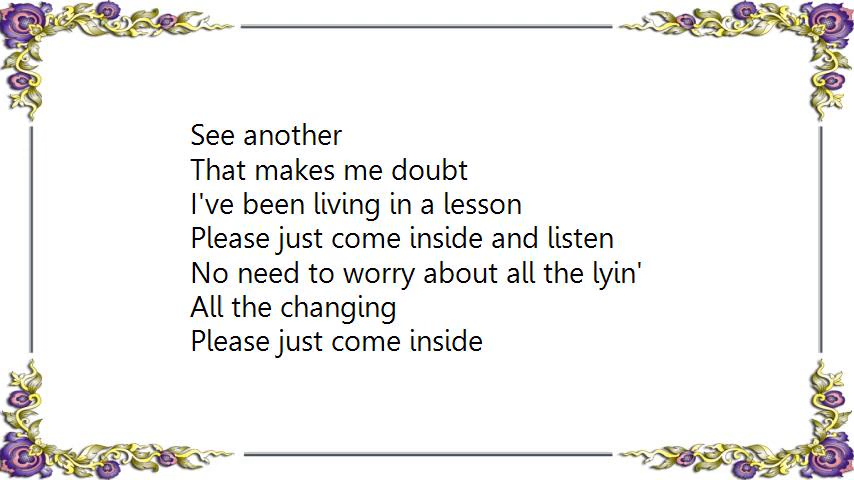 See another
That makes me doubt
I've been living in a lesson
Please just come inside and listen
No need to worry about all the lyin'
All the changing
Please just come inside